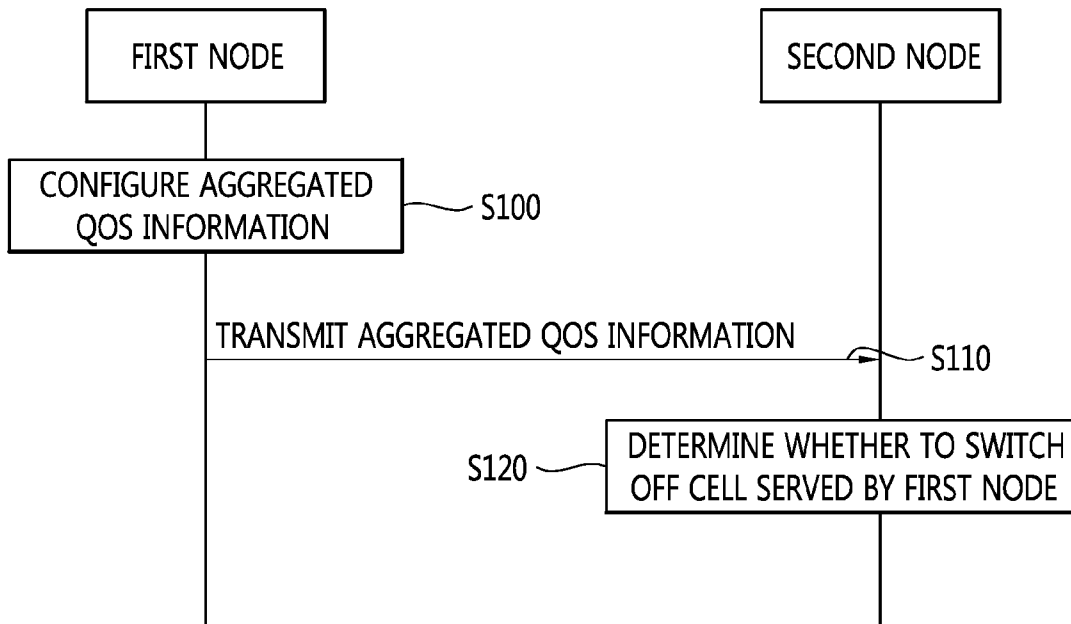 FIRST NODE
SECOND NODE
CONFIGURE AGGREGATED
QOS INFORMATION
S100
TRANSMIT AGGREGATED QOS INFORMATION
S110
S120
DETERMINE WHETHER TO SWITCH
OFF CELL SERVED BY FIRST NODE